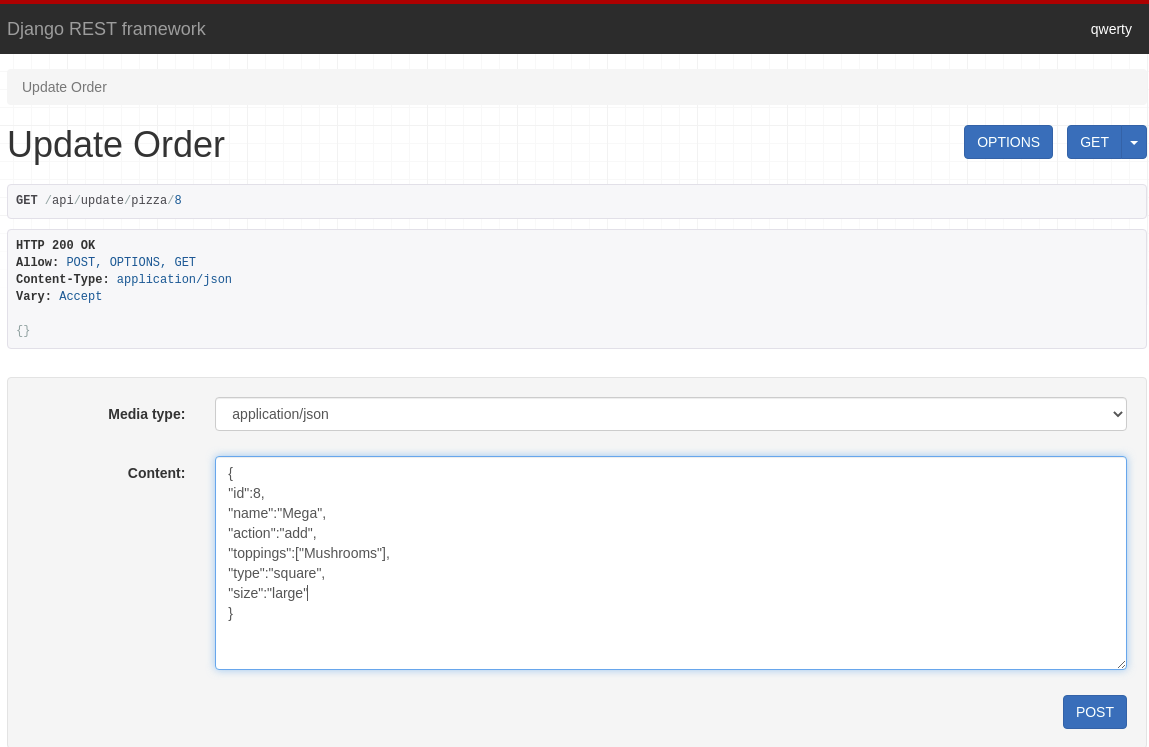 Django REST framework
qwerty
Update Order
Update Order
OPTIONS
GET
GET /api/update/pizza/8
HTTP 200 OK
Allow: POST, OPTIONS, GET
Content-Type: application/json
Vary: Accept
{}
Media type:
application/json
Content:
{
"id":8,
"name":"Mega",
"action":"add",
"toppings":["Mushrooms"],
"type":"square",
"size":"large"
}
POST